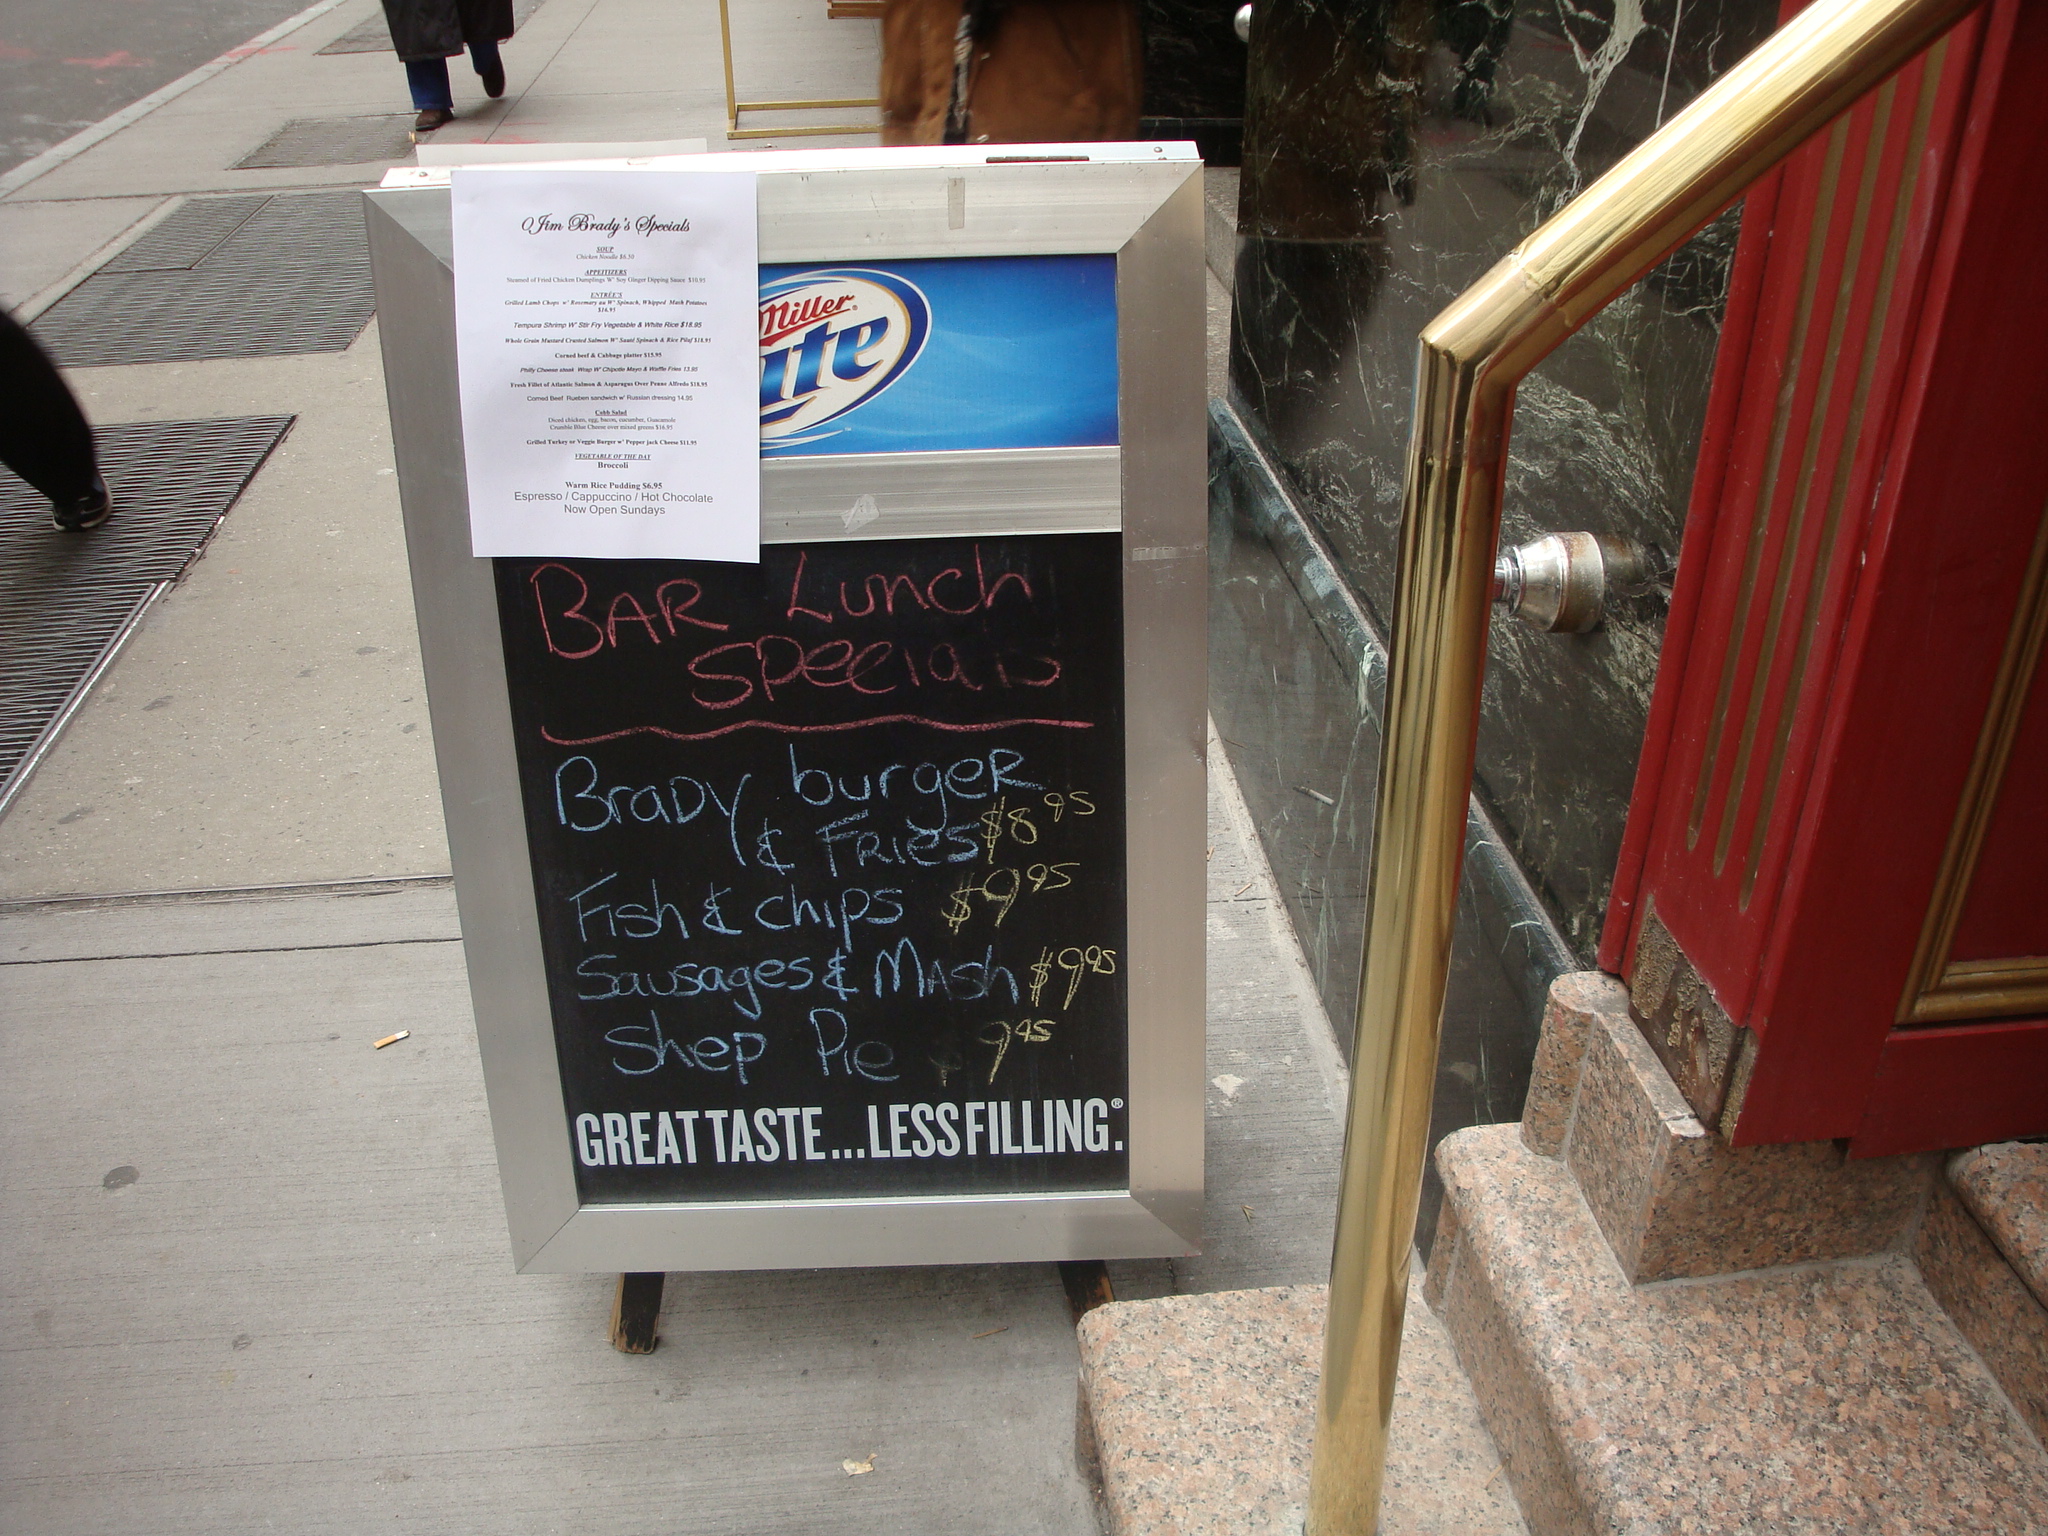 Jim Brady's Specials
SOUP
Chicken Noodle $6.50
APPETIZERS
Steamed of Fried Chicken Dumplings W' Soy Ginger Dipping Sauce $10.95
ENTRÉE'S
Grilled Lamb Chops w' Rosemary au W' Spinach, Whipped Mash Potatoes
$16.95
Tempura Shrimp W' Stir Fry Vegetable & White Rice $18.95
Whole Grain Mustard Crusted Salmon W' Sauté Spinach & Rice Pilaf $18.95
Corned beef & Cabbage platter $15.95
Philly Cheese steak Wrap W' Chipotle Mayo & Waffle Fries 13.95
Fresh Fillet of Atlantic Salmon & Asparagus Over Penne Alfredo $18.95
Corned Beef Rueben sandwich w' Russian dressing 14.95
Cobb Salad
Diced chicken, egg, bacon, cucumber, Guacamole
Crumble Blue Cheese over mixed greens $16.95
Grilled Turkey or Veggie Burger w' Pepper jack Cheese $11.95
VEGETABLE OF THE DAY
Broccoli
Warm Rice Pudding $6.95
Espresso / Cappuccino / Hot Chocolate
Now Open Sundays
Miller®
ite
BAR Lunch
Specials
Brady burgeR
& FRies $8.95
Fish & chips $9.95
Sausages & MAsh $9.95
Shep Pie 9.95
GREAT TASTE...LESS FILLING.®